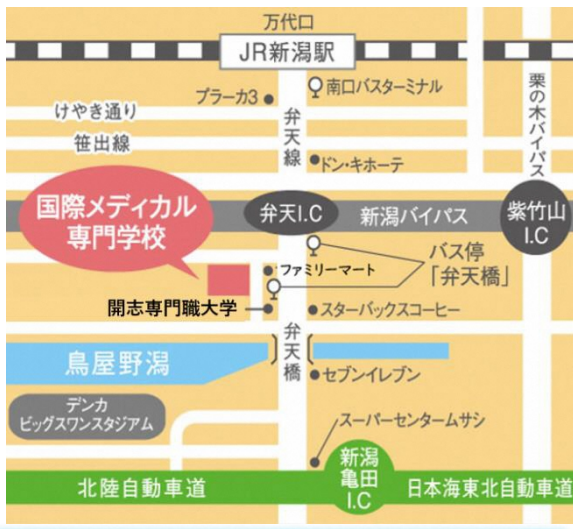 万代口
JR新潟駅
プラーカ3
南口バスターミナル
けやき通り
笹出線
弁天線
ドン・キホーテ
栗の木バイパス
国際メディカル
専門学校
弁天I.C
新潟バイパス
紫竹山
I.C
バス停
「弁天橋」
ファミリーマート
開志専門職大学
スターバックスコーヒー
鳥屋野潟
弁天橋
セブンイレブン
デンカ
ビッグスワンスタジアム
スーパーセンタームサシ
北陸自動車道
新潟
亀田
I.C
日本海東北自動車道